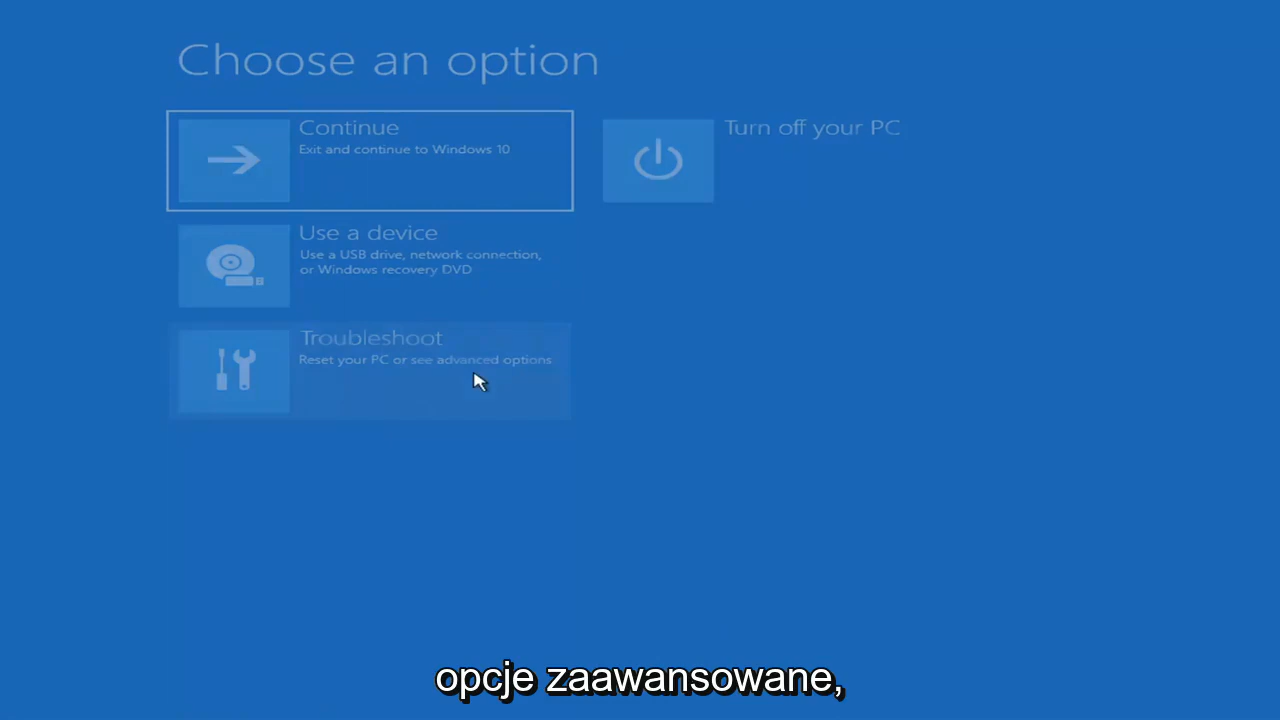 Choose an option
Continue
Exit and continue to Windows 10
Turn off your PC
Use a device
Use a USB drive, network connection,
or Windows recovery DVD
Troubleshoot
Reset your PC or see advanced options
opcje zaawansowane,